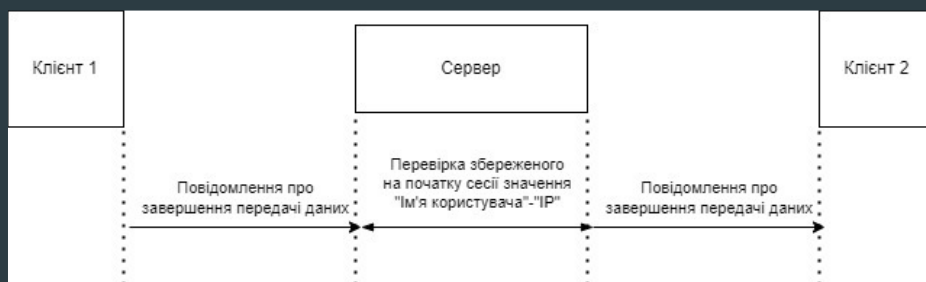 Клієнт 1
Сервер
Клієнт 2
Повідомлення про
завершення передачі даних
Перевірка збереженого
на початку сесії значення
"Ім'я користувача"-"IP"
Повідомлення про
завершення передачі даних